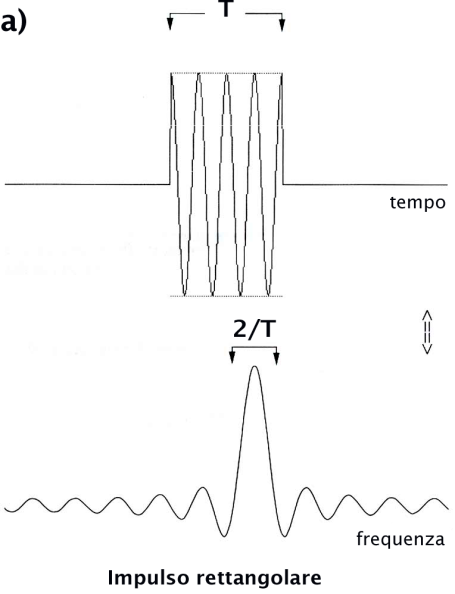 a)
T
tempo
2/T
<==>
frequenza
Impulso rettangolare